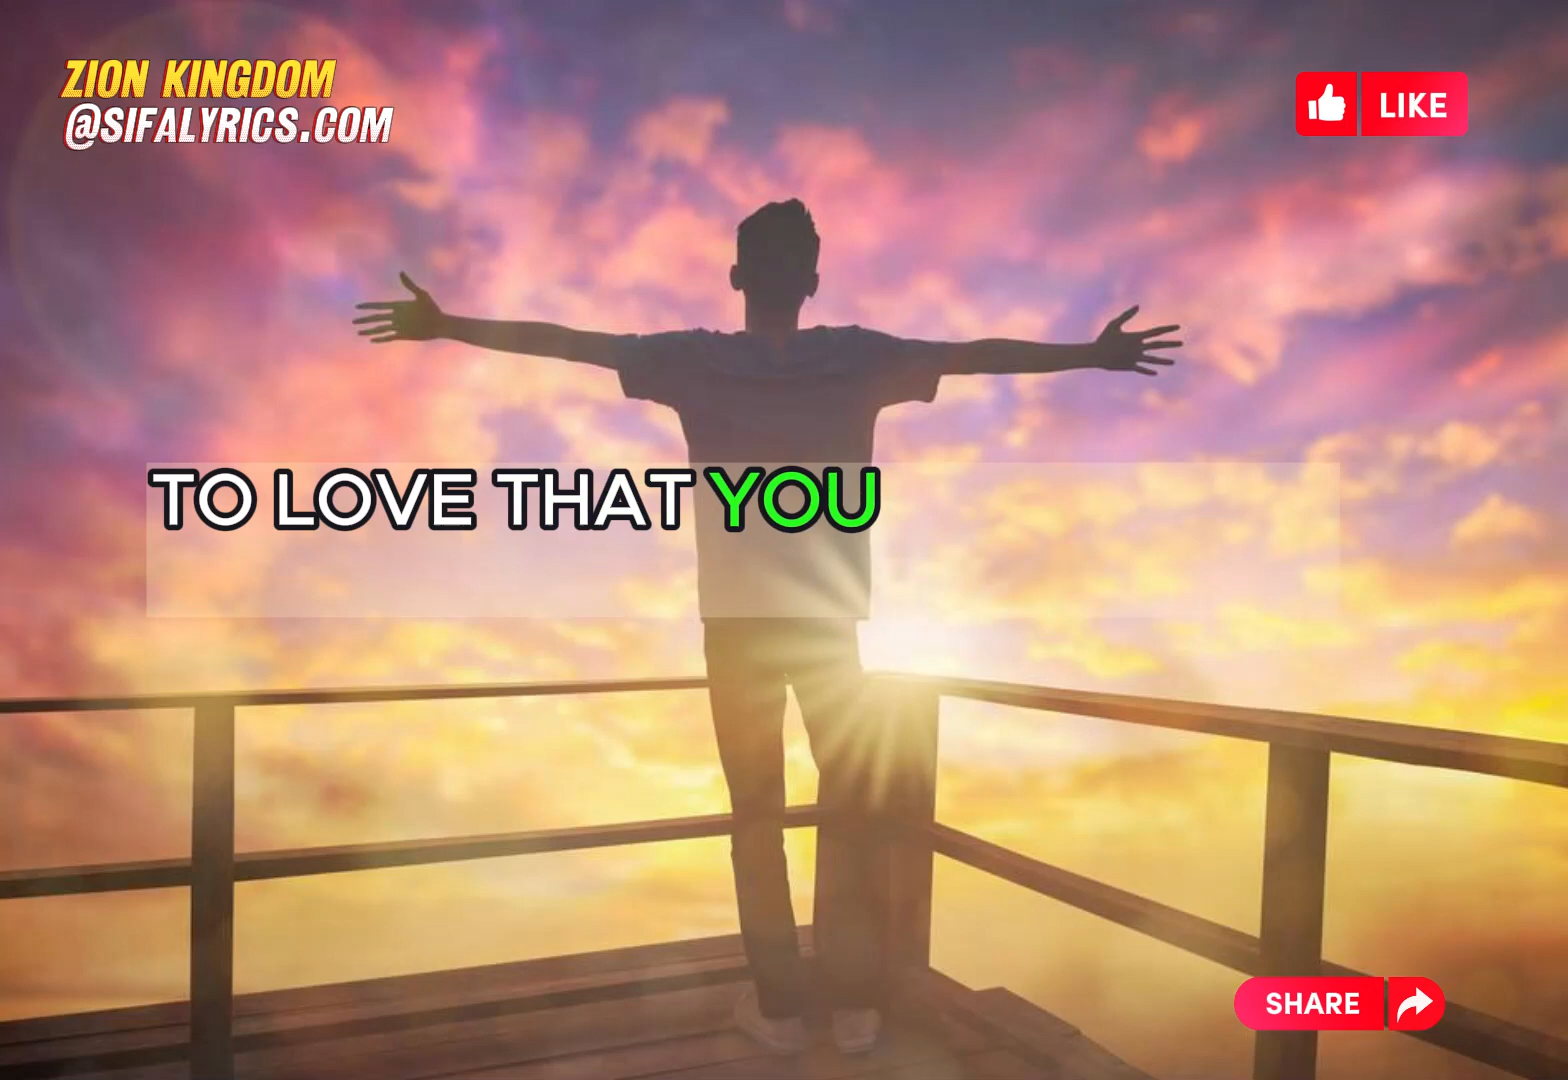 ZION KINGDOM
@SIFALYRICS.COM
LIKE
TO LOVE THAT YOU
SHARE